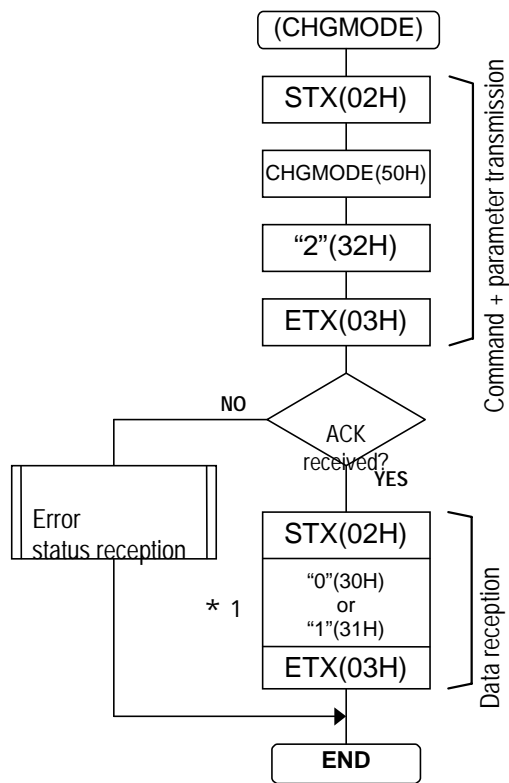 (CHGMODE)
STX(02H)
CHGMODE(50H)
“2”(32H)
ETX(03H)
Command + parameter transmission
NO
ACK
received?
YES
Error
status reception
STX(02H)
* 1
“0”(30H)
or
“1”(31H)
ETX(03H)
Data reception
END